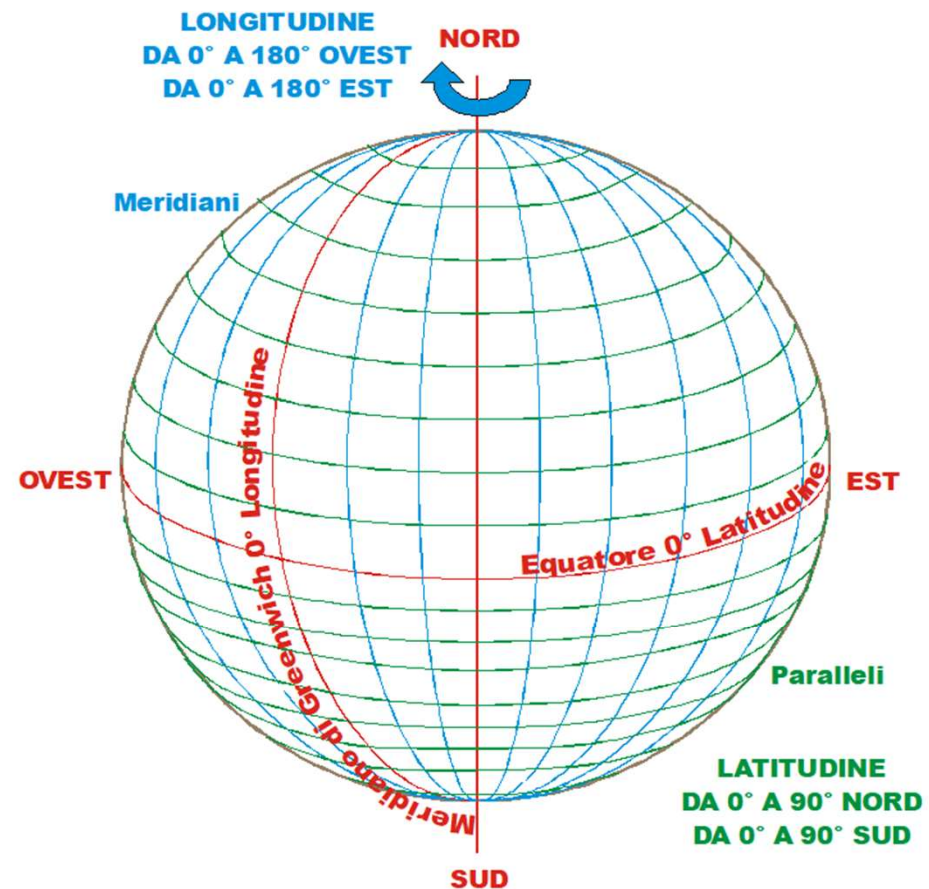 LONGITUDINE
DA 0° A 180° OVEST
DA 0° A 180° EST
NORD
Meridiani
Meridiano di Greenwich 0° Longitudine
OVEST
EST
Equatore 0° Latitudine
Paralleli
LATITUDINE
DA 0° A 90° NORD
DA 0° A 90° SUD
SUD